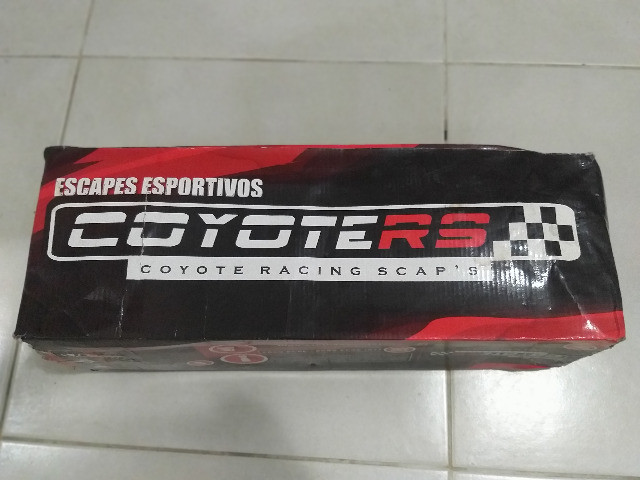 ESCAPES ESPORTIVOS
COYOTERS
COYOTE RACING SCAP'S